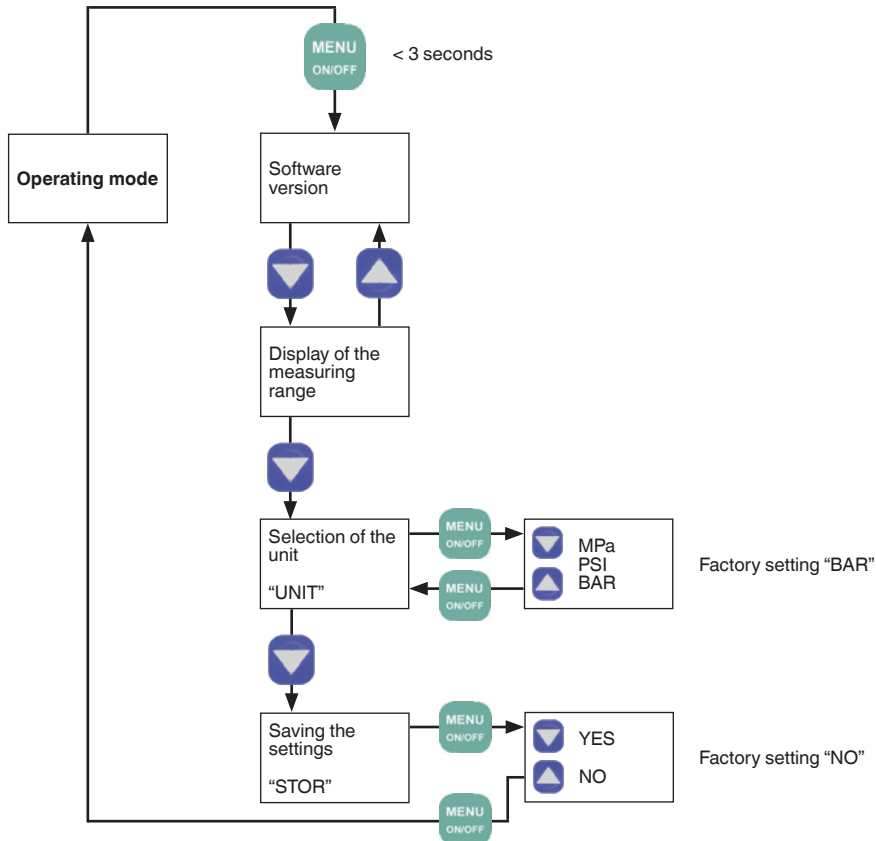 MENU
ON/OFF
< 3 seconds
Operating mode
Software
version
Display of the
measuring
range
Selection of the
unit
“UNIT”
MENU
ON/OFF
MENU
ON/OFF
MPa
PSI
BAR
Factory setting “BAR”
Saving the
settings
“STOR”
MENU
ON/OFF
YES
NO
Factory setting “NO”
MENU
ON/OFF